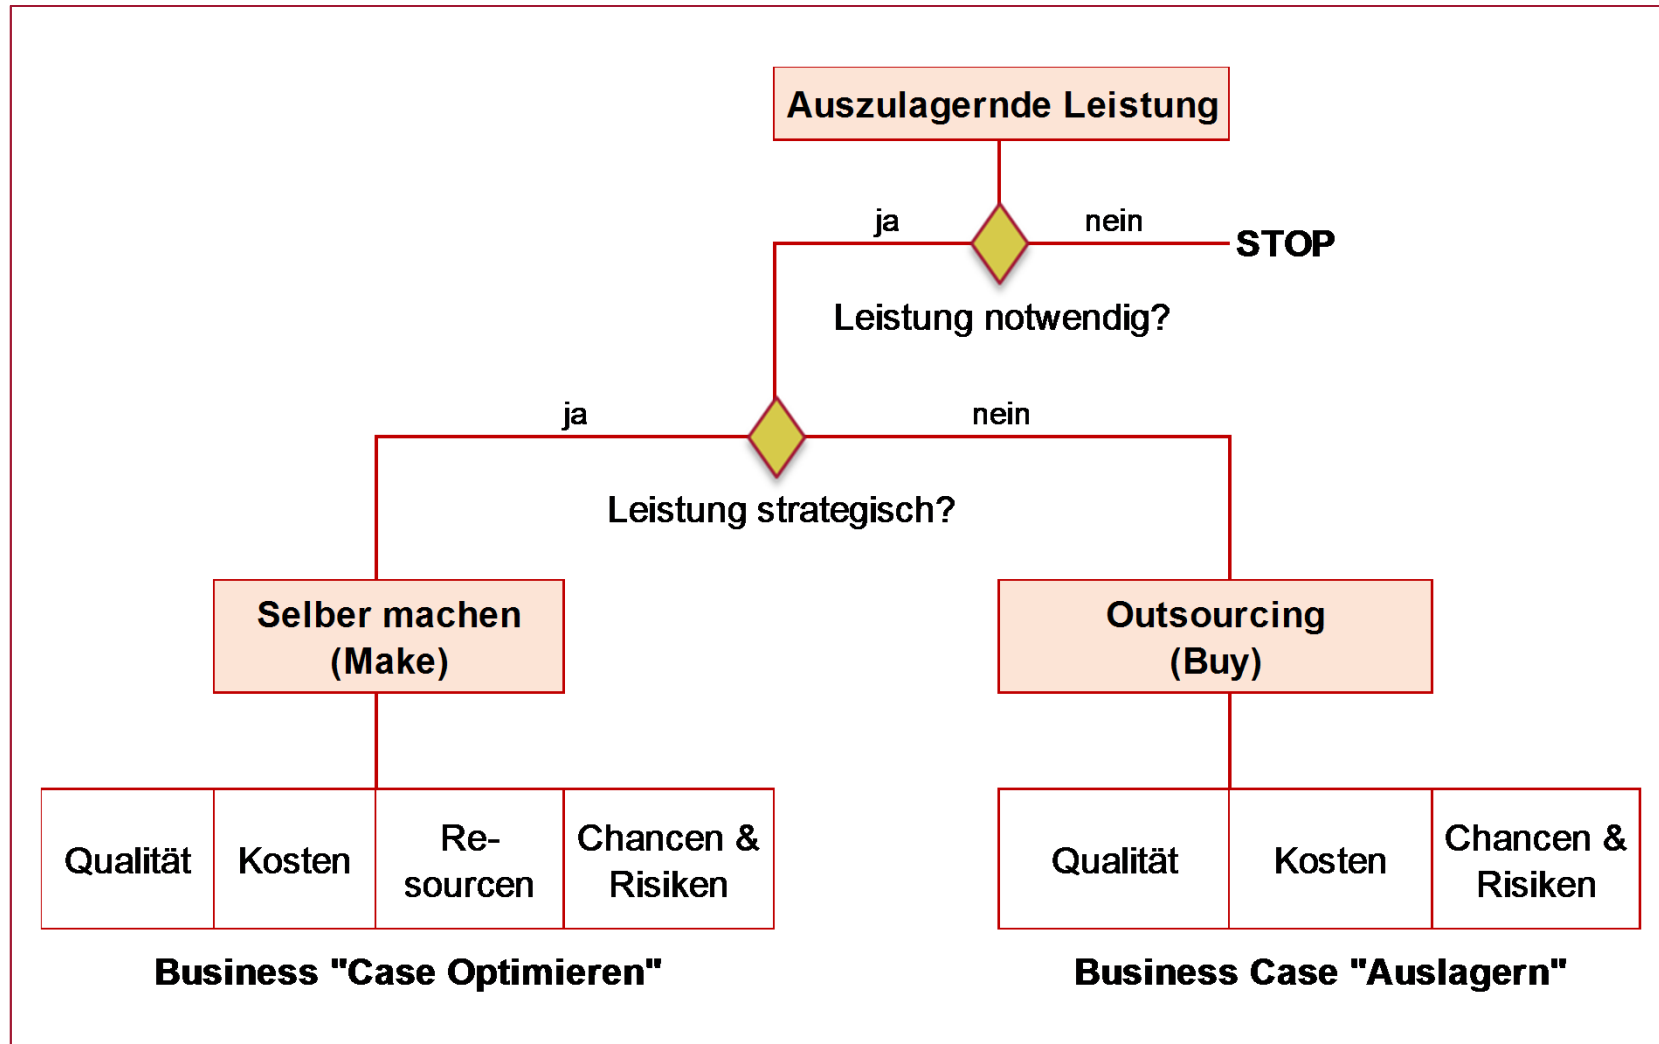 Auszulagernde Leistung
ja
nein
STOP
Leistung notwendig?
ja
nein
Leistung strategisch?
Selber machen
(Make)
Outsourcing
(Buy)
Qualität
Kosten
Re-
sourcen
Chancen &
Risiken
Qualität
Kosten
Chancen &
Risiken
Business "Case Optimieren"
Business Case "Auslagern"